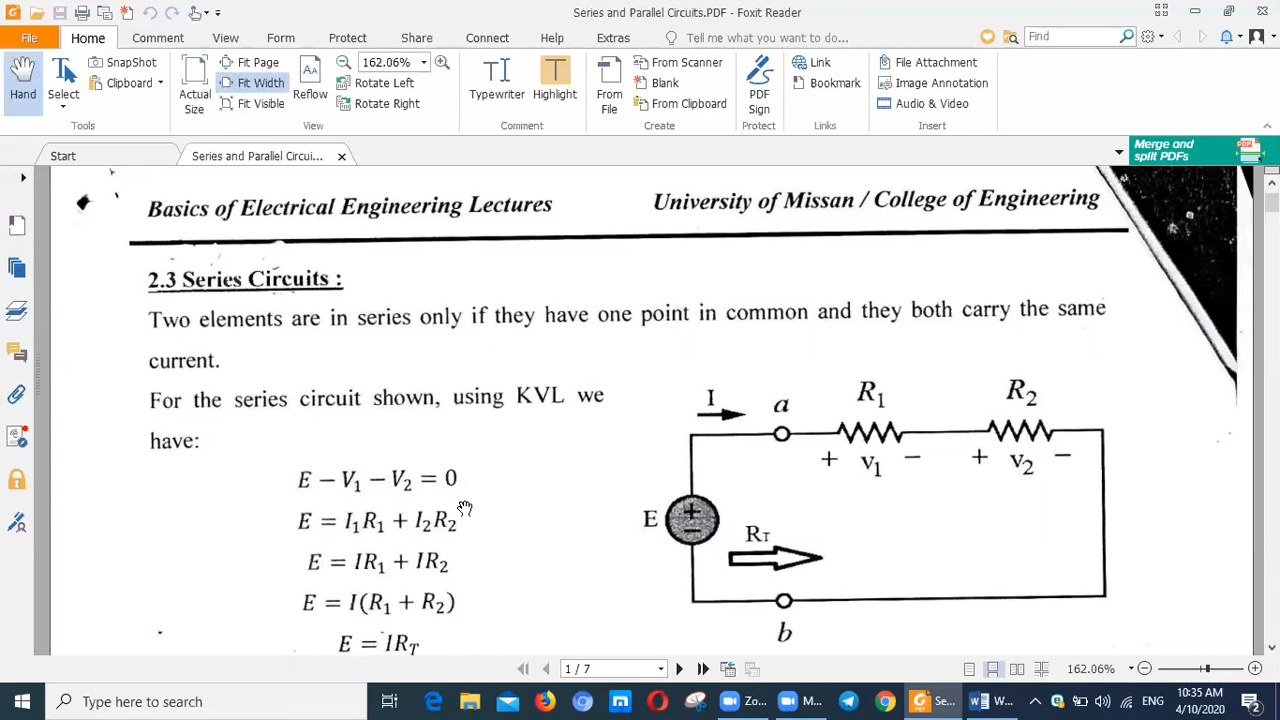 Series and Parallel Circuits.PDF - Foxit Reader
File Home Comment View Form Protect Share Connect Help Extras Tell me what you want to do... Find
Hand
Select
SnapShot
Clipboard
Tools
Actual Size
Fit Page
Fit Width
Fit Visible
Reflow
162.06%
Rotate Left
Rotate Right
View
Typewriter
Highlight
Comment
From File
From Scanner
Blank
From Clipboard
Create
PDF Sign
Protect
Link
Bookmark
Links
File Attachment
Image Annotation
Audio & Video
Insert
Start
Series and Parallel Circui...
Merge and
split PDFs
Basics of Electrical Engineering Lectures University of Missan / College of Engineering
2.3 Series Circuits :
Two elements are in series only if they have one point in common and they both carry the same
current.
For the series circuit shown, using KVL we
have:
E − V₁ − V₂ = 0
E = I₁R₁ + I₂R₂
E = IR₁ + IR₂
E = I(R₁ + R₂)
E = IR_T
I a R₁ R₂
+ v₁ − + v₂ −
E + −
R_T
b
1 / 7
162.06%
Type here to search
Zo...
M...
Se...
W...
ENG
10:35 AM
4/10/2020
2